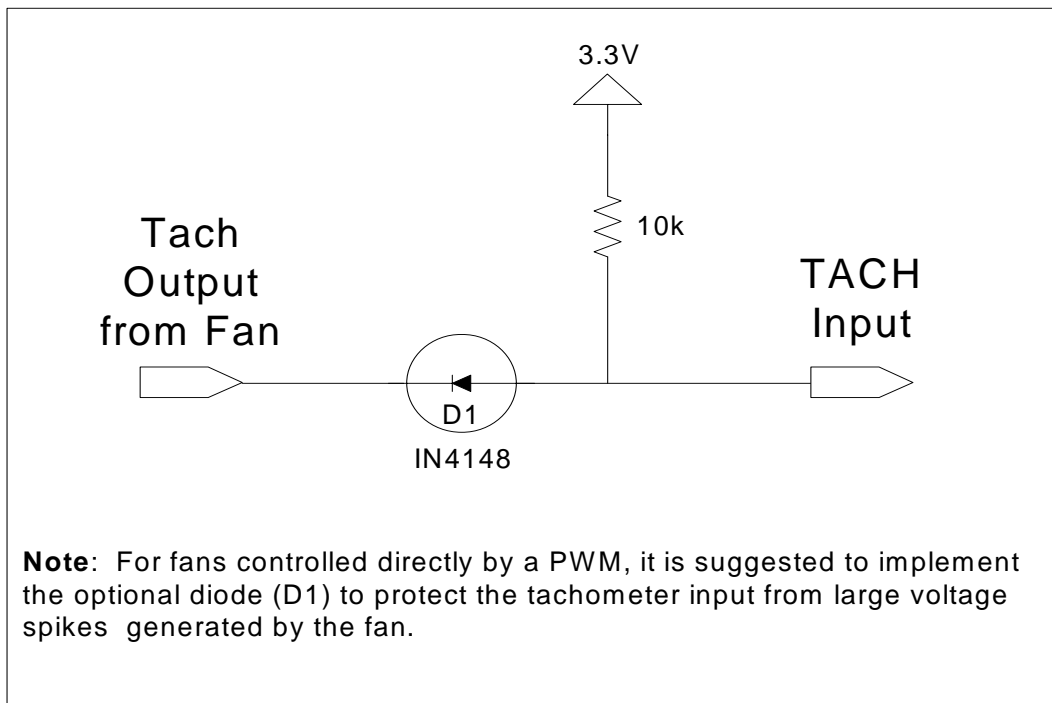 3.3V
10k
Tach
Output
from Fan
TACH
Input
D1
IN4148
Note: For fans controlled directly by a PWM, it is suggested to implement
the optional diode (D1) to protect the tachometer input from large voltage
spikes generated by the fan.